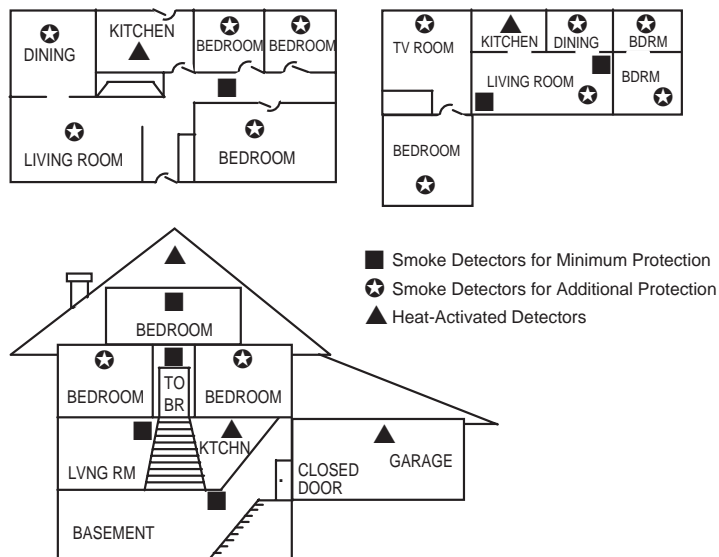 DINING
KITCHEN
BEDROOM
BEDROOM
LIVING ROOM
BEDROOM
TV ROOM
KITCHEN
DINING
BDRM
LIVING ROOM
BDRM
BEDROOM
Smoke Detectors for Minimum Protection
Smoke Detectors for Additional Protection
Heat-Activated Detectors
BEDROOM
BEDROOM
TO
BR
BEDROOM
LVNG RM
KTCHN
CLOSED
DOOR
GARAGE
BASEMENT